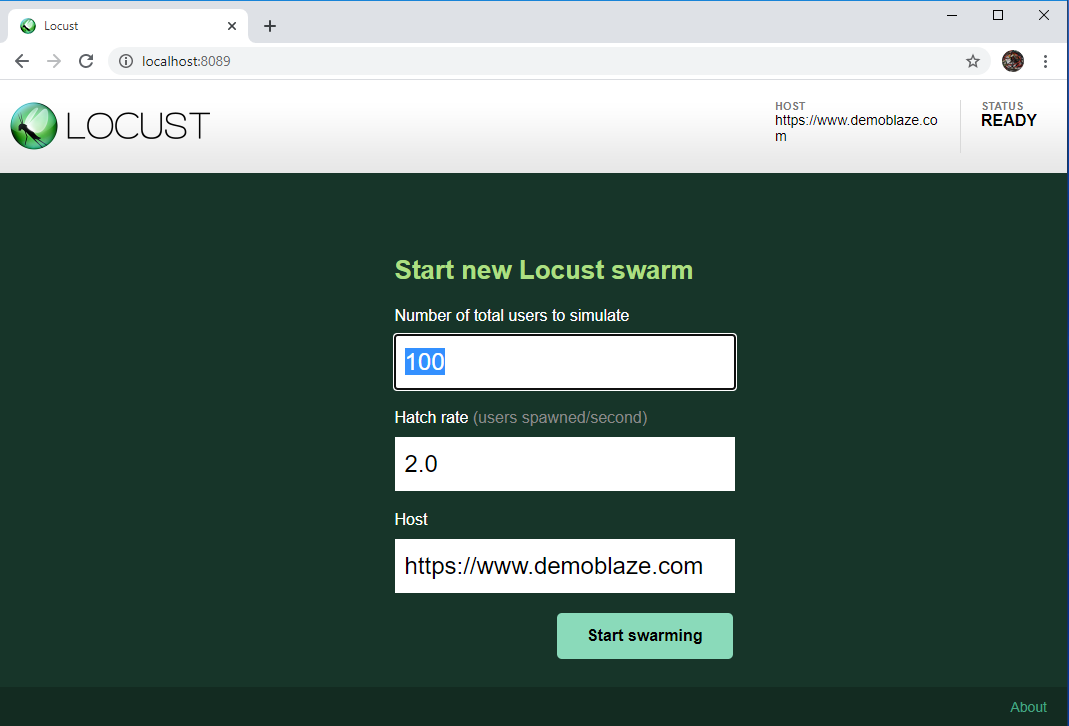 Locust
localhost:8089
LOCUST
HOST
https://www.demoblaze.co
m
STATUS
READY
Start new Locust swarm
Number of total users to simulate
100
Hatch rate (users spawned/second)
2.0
Host
https://www.demoblaze.com
Start swarming
About